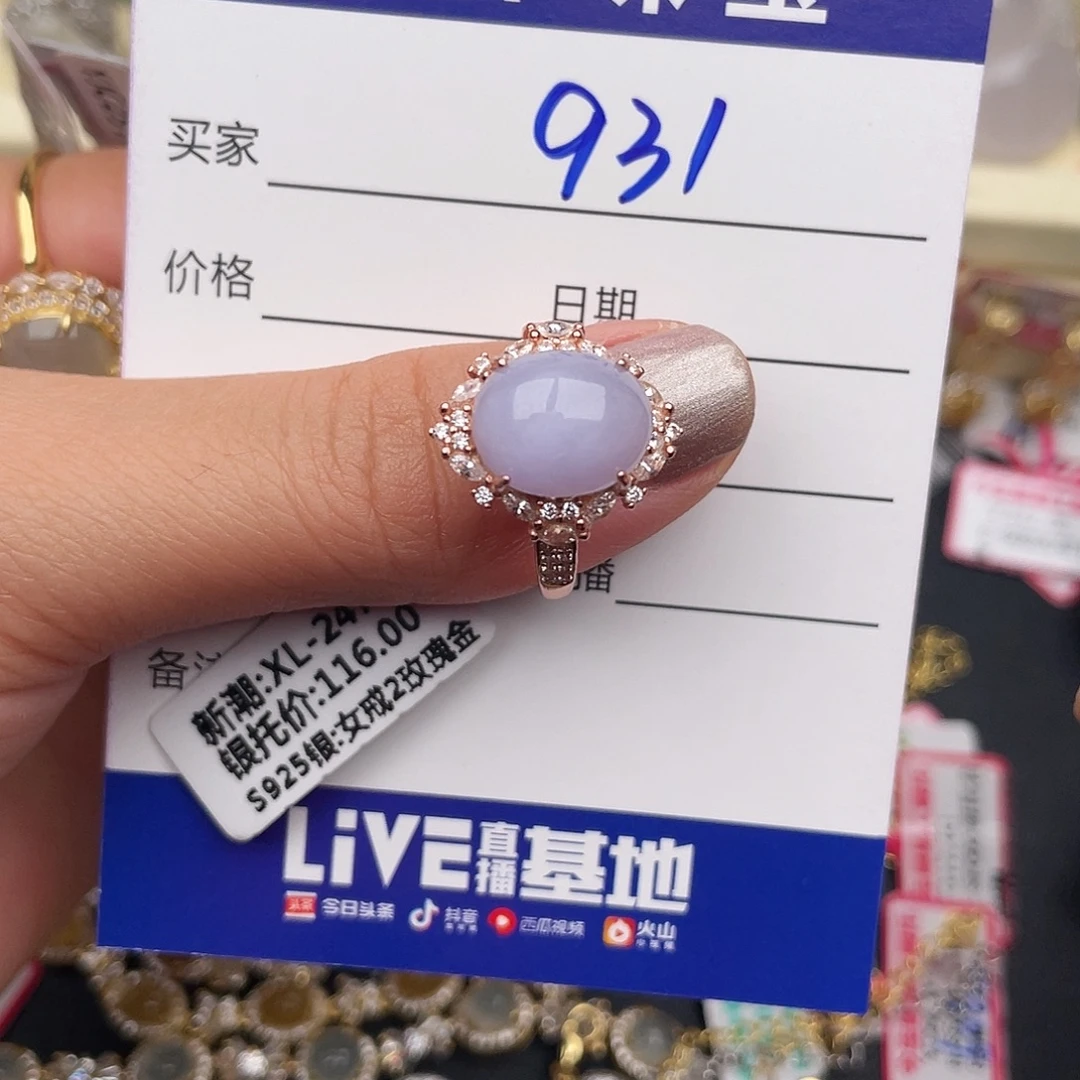 买家 931
价格
日期
播
备
新潮:XL-24
银托价:116.00
S925银:女戒2玫瑰金
LiVE直播基地
头条 今日头条 抖音 西瓜视频 火山